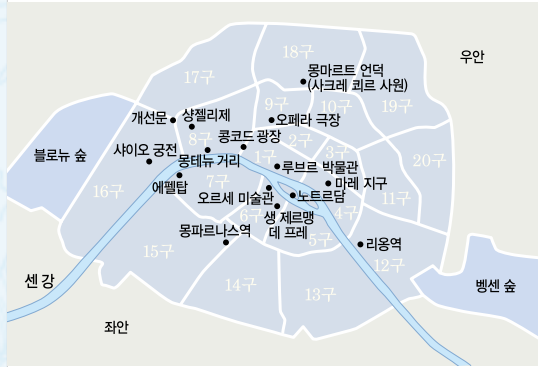 우안
18구
17구
몽마르트 언덕
(사크레 쾨르 사원)
9구
10구
19구
개선문
샹젤리제
오페라 극장
8구
콩코드 광장
2구
3구
20구
블로뉴 숲
샤이오 궁전
몽테뉴 거리
1구
루브르 박물관
16구
에펠탑
7구
마레 지구
11구
오르세 미술관
노트르담
4구
6구
생 제르맹
데 프레
5구
몽파르나스역
리옹역
15구
12구
센 강
14구
13구
벵센 숲
좌안